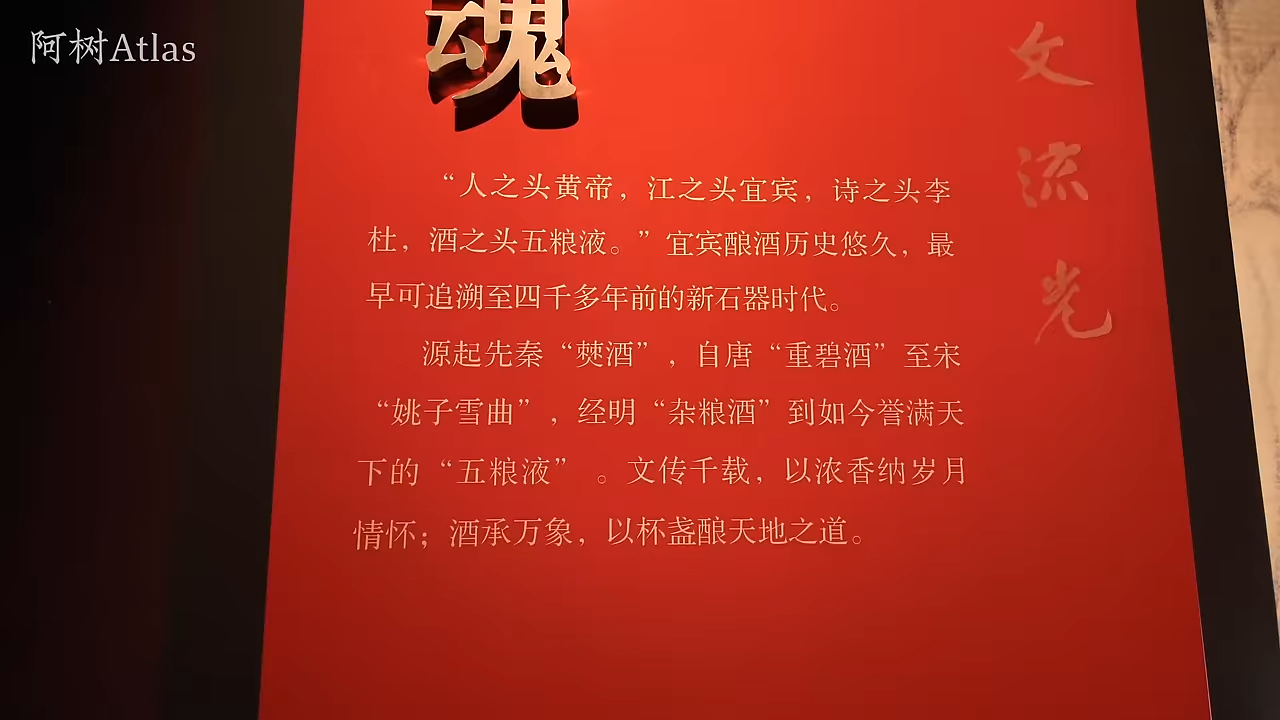 阿树Atlas
魂
“人之头黄帝，江之头宜宾，诗之头李
杜，酒之头五粮液。”宜宾酿酒历史悠久，最
早可追溯至四千多年前的新石器时代。
源起先秦“僰酒”，自唐“重碧酒”至宋
“姚子雪曲”，经明“杂粮酒”到如今誉满天
下的“五粮液”。文传千载，以浓香纳岁月
情怀；酒承万象，以杯盏酿天地之道。
文
流
光